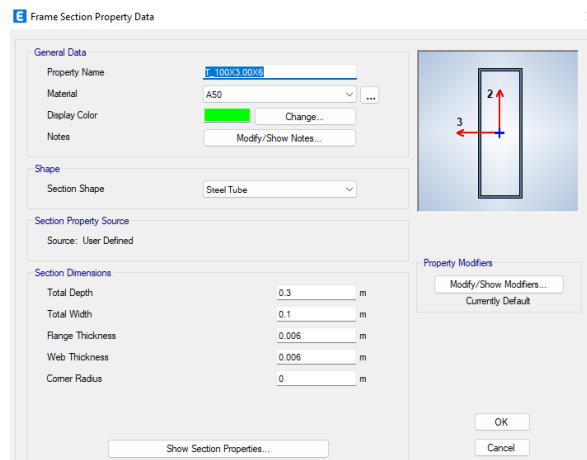 E Frame Section Property Data
General Data
Property Name T_100X3.00X6
Material A50 ...
Display Color Change...
Notes Modify/Show Notes...
Shape
Section Shape Steel Tube
Section Property Source
Source: User Defined
Section Dimensions
Total Depth 0.3 m
Total Width 0.1 m
Flange Thickness 0.006 m
Web Thickness 0.006 m
Corner Radius 0 m
Show Section Properties...
2
3
Property Modifiers
Modify/Show Modifiers...
Currently Default
OK
Cancel